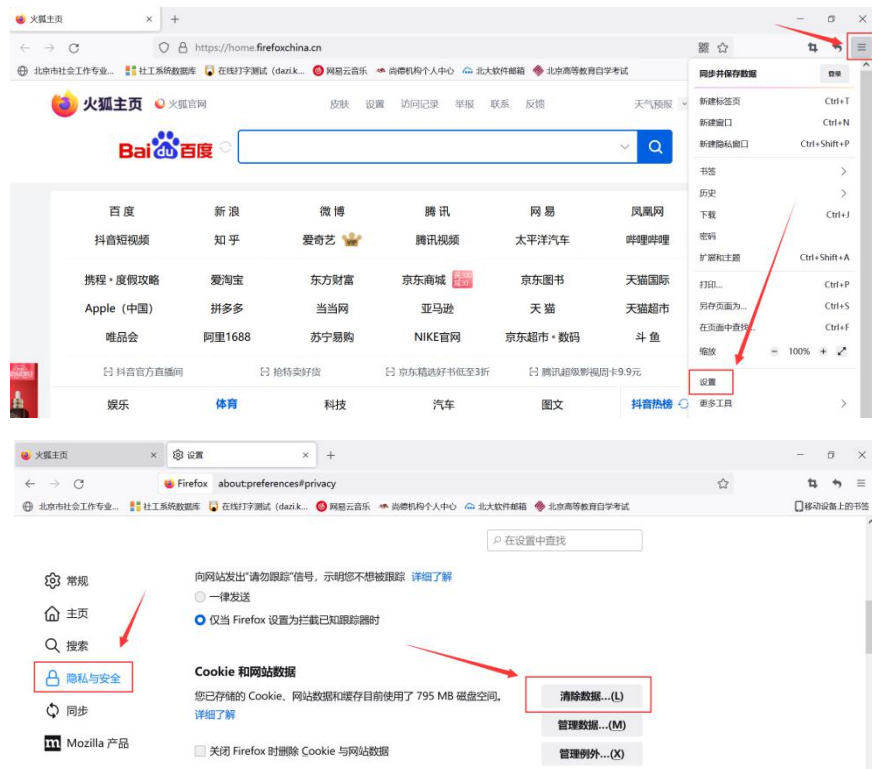 火狐主页 × +
https://home.firefoxchina.cn
北京市社会工作专业... 社工系统数据库 在线打字测试 (dazi.k... 网易云音乐 尚德机构个人中心 北大软件邮箱 北京高等教育自学考试
火狐主页 火狐官网 皮肤 设置 访问记录 举报 联系 反馈 天气预报
Bai du 百度
百度 新浪 微博 腾讯 网易 凤凰网
抖音短视频 知乎 爱奇艺 腾讯视频 太平洋汽车 哔哩哔哩
携程·度假攻略 爱淘宝 东方财富 京东商城 京东图书 天猫国际
Apple（中国） 拼多多 当当网 亚马逊 天猫 天猫超市
唯品会 阿里1688 苏宁易购 NIKE官网 京东超市·数码 斗鱼
抖音官方直播间 抢特卖好货 京东精选好书低至3折 腾讯超级影视周卡9.9元
娱乐 体育 科技 汽车 图文 抖音热榜
同步并保存数据 登录
新建标签页 Ctrl+T
新建窗口 Ctrl+N
新建隐私窗口 Ctrl+Shift+P
书签
历史
下载 Ctrl+J
密码
扩展和主题 Ctrl+Shift+A
打印... Ctrl+P
另存页面为... Ctrl+S
在页面中查找... Ctrl+F
缩放 − 100% +
设置
更多工具
火狐主页 × 设置 × +
Firefox about:preferences#privacy
北京市社会工作专业... 社工系统数据库 在线打字测试 (dazi.k... 网易云音乐 尚德机构个人中心 北大软件邮箱 北京高等教育自学考试 移动设备上的书签
在设置中查找
常规
主页
搜索
隐私与安全
同步
Mozilla 产品
向网站发出“请勿跟踪”信号，示明您不想被跟踪 详细了解
一律发送
仅当 Firefox 设置为拦截已知跟踪器时
Cookie 和网站数据
您已存储的 Cookie、网站数据和缓存目前使用了 795 MB 磁盘空间。
详细了解
关闭 Firefox 时删除 Cookie 与网站数据
清除数据...(L)
管理数据...(M)
管理例外...(X)